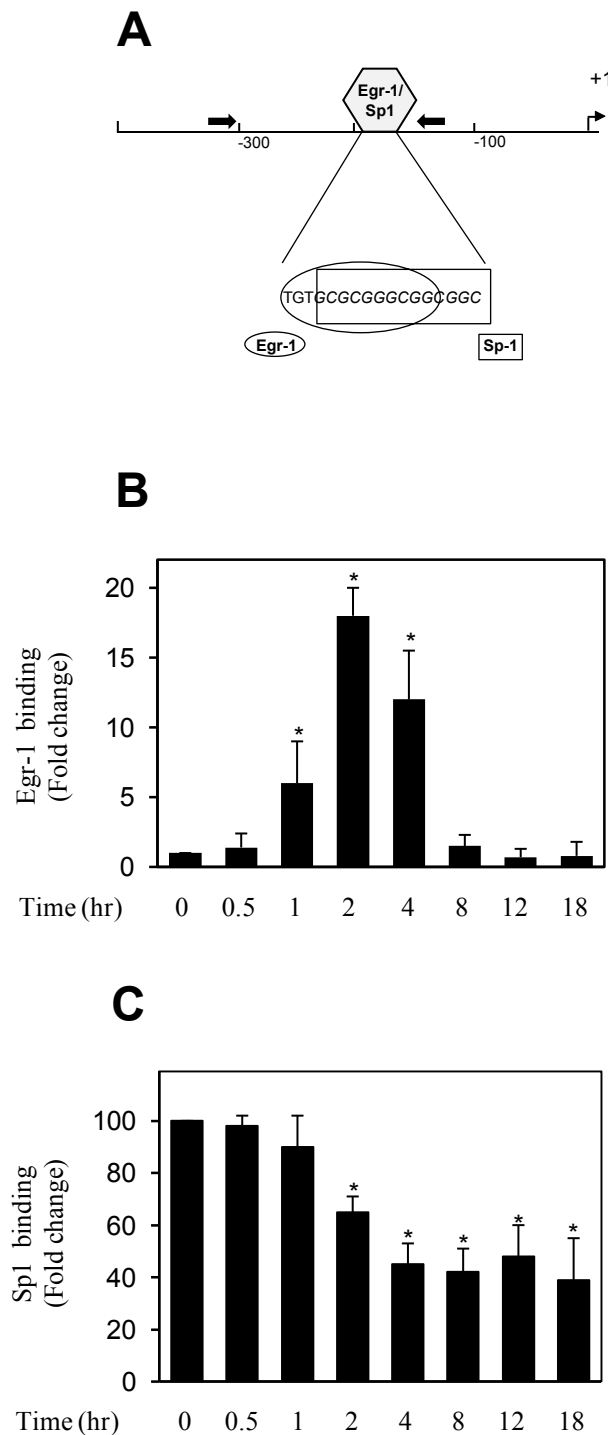 A
+1
Egr-1/
Sp1
-300
-100
TGTGCGCGGGCGGCGGC
Egr-1
Sp-1
B
Egr-1 binding
(Fold change)
20
15
10
5
0
* * *
Time (hr) 0 0.5 1 2 4 8 12 18
C
Sp1 binding
(Fold change)
100
80
60
40
20
0
* * * * *
Time (hr) 0 0.5 1 2 4 8 12 18